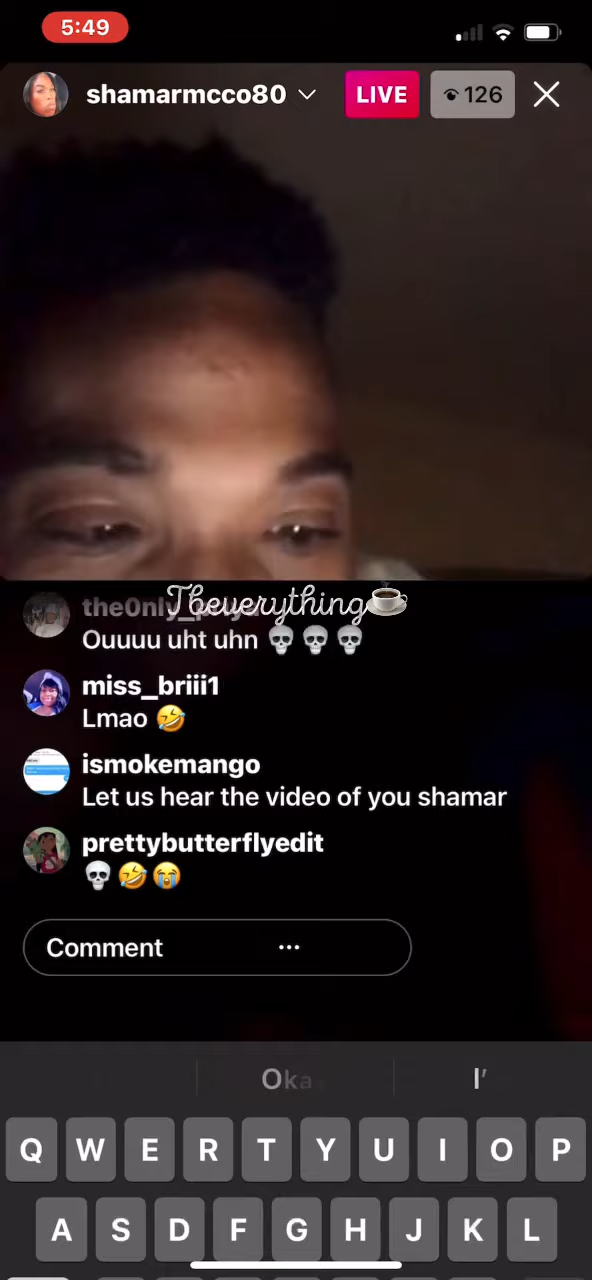 5:49
shamarmcco80
LIVE
126
Tbeverything
Ouuuu uht uhn 💀💀💀
miss_briii1
Lmao 🤣
ismokemango
Let us hear the video of you shamar
prettybutterflyedit
💀🤣😭
Comment ...
Oka I'
Q W E R T Y U I O P
A S D F G H J K L